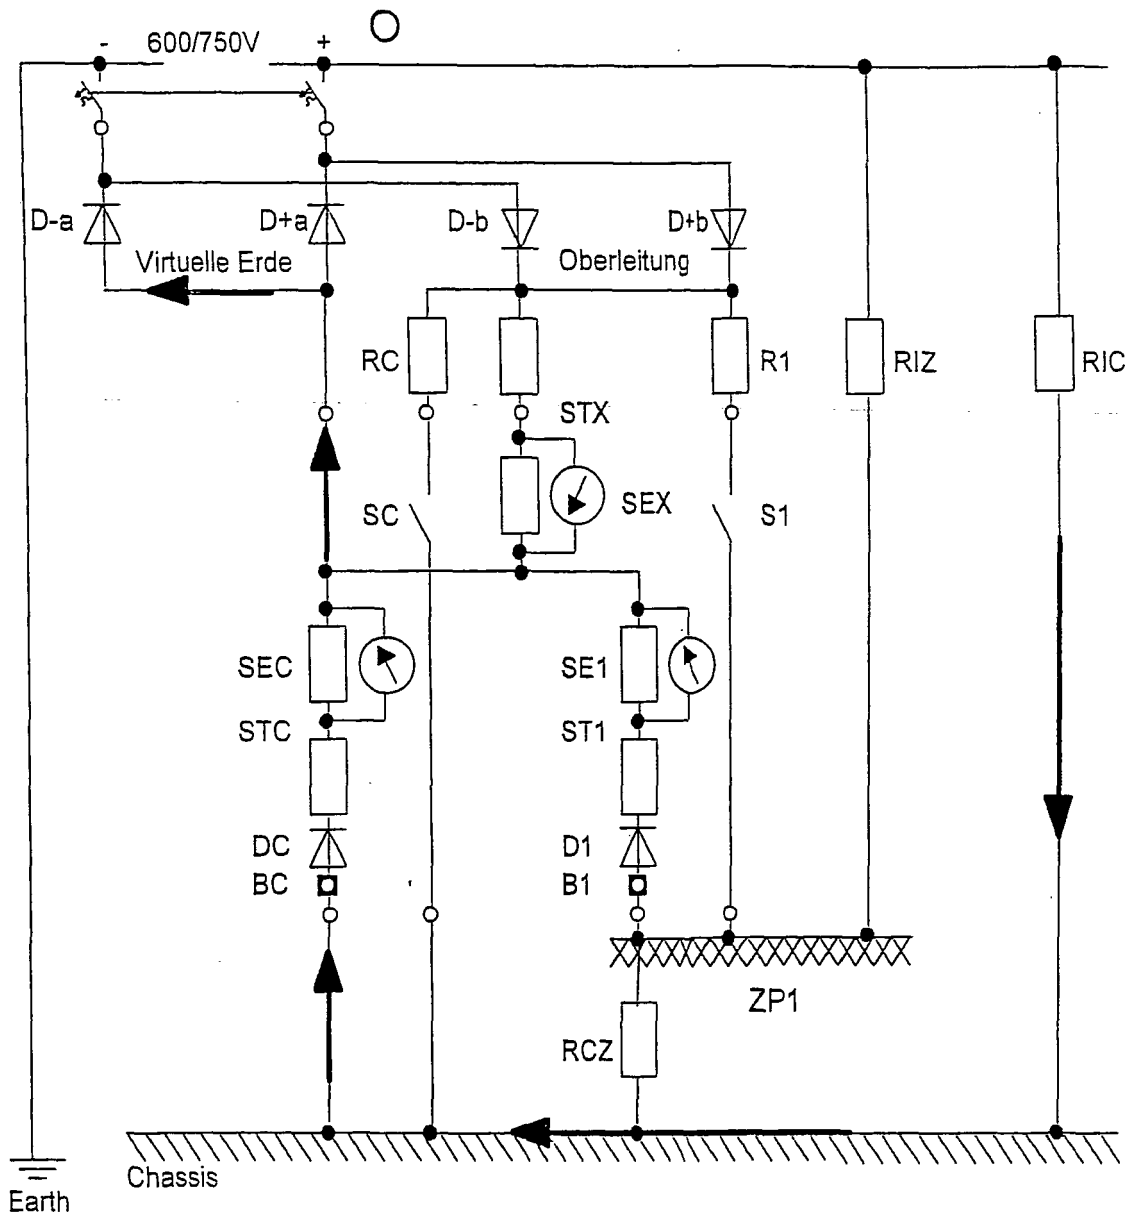 - 600/750V + O
D-a D+a D-b D+b
Virtuelle Erde Oberleitung
RC R1 RIZ RIC
STX
SC SEX S1
SEC SE1
STC ST1
DC D1
BC B1
ZP1
RCZ
Chassis
Earth